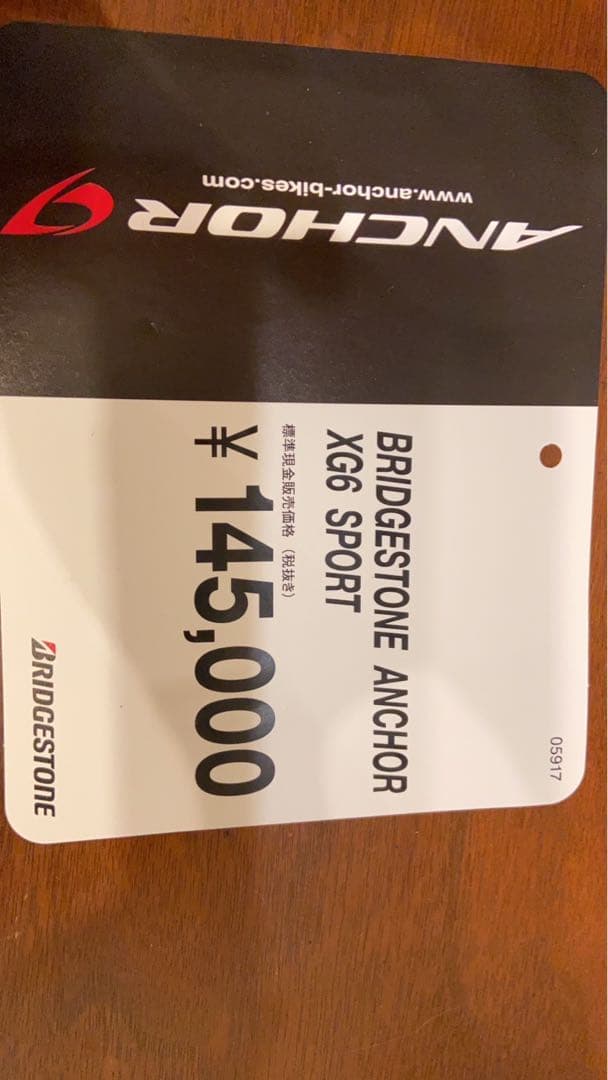 ANCHOR
www.anchor-bikes.com
05917
BRIDGESTONE ANCHOR
XG6 SPORT
標準現金販売価格（税抜き）
¥ 145,000
BRIDGESTONE